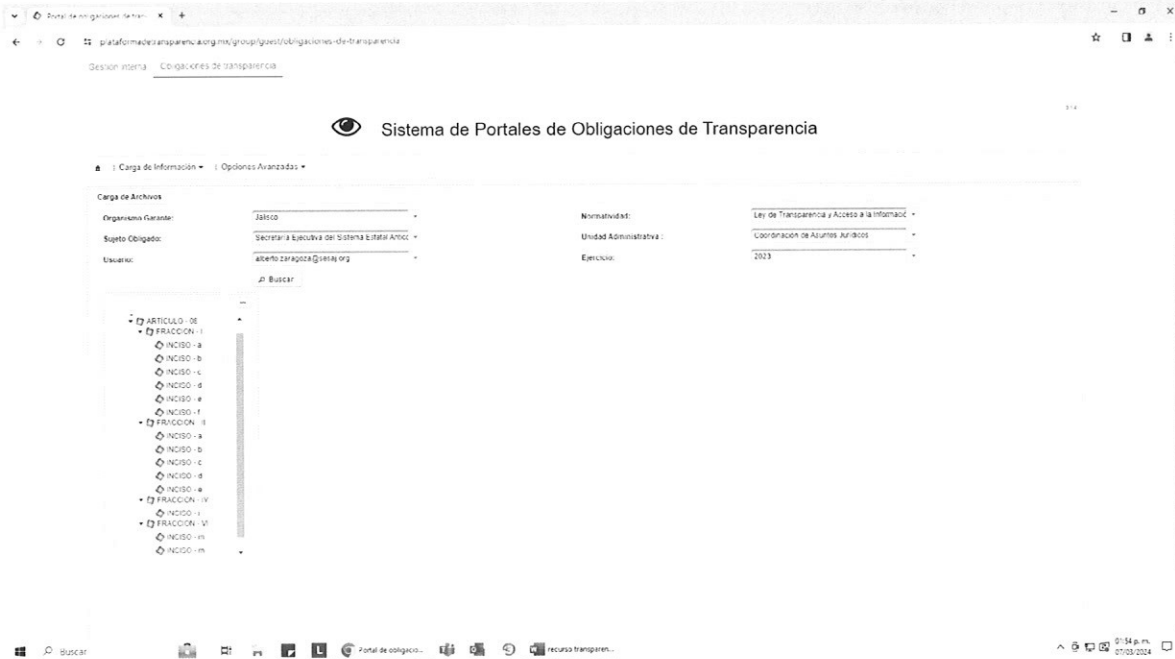 Portal de obligaciones de tran-
plataformadetransparencia.org.mx/group/guest/obligaciones-de-transparencia
Gestión interna Obligaciones de transparencia
Sistema de Portales de Obligaciones de Transparencia
Carga de Información Opciones Avanzadas
Carga de Archivos
Organismo Garante: Jalisco Normatividad: Ley de Transparencia y Acceso a la Informació
Sujeto Obligado: Secretaría Ejecutiva del Sistema Estatal Antico Unidad Administrativa : Coordinación de Asuntos Jurídicos
Usuario: alberto.zaragoza@sesaj.org Ejercicio: 2023
Buscar
ARTICULO - 08
FRACCION - I
INCISO - a
INCISO - b
INCISO - c
INCISO - d
INCISO - e
INCISO - f
FRACCION - II
INCISO - a
INCISO - b
INCISO - c
INCISO - d
INCISO - e
FRACCION - IV
INCISO - i
FRACCION - VI
INCISO - m
INCISO - m
Buscar Portal de obligacio... recurso transparen... 01:54 p. m.
07/03/2024